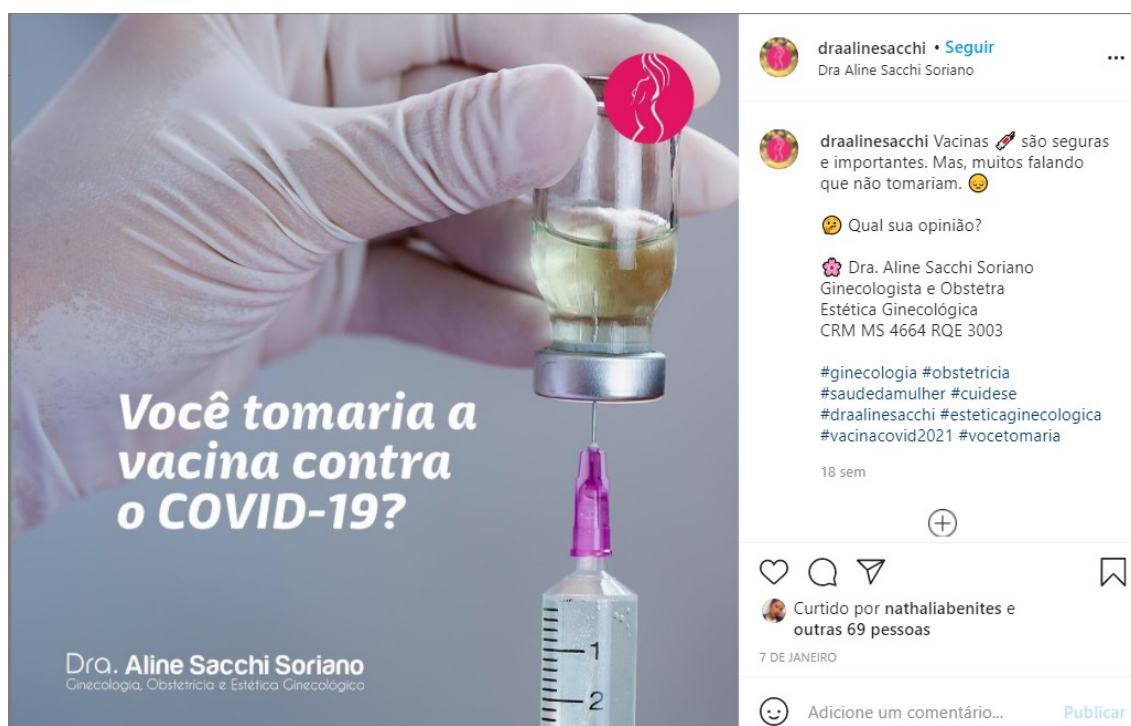 Você tomaria a
vacina contra
o COVID-19?
Dra. Aline Sacchi Soriano
Ginecologia, Obstetrícia e Estética Ginecológica
1
2
draalinesacchi • Seguir
Dra Aline Sacchi Soriano
draalinesacchi Vacinas 💉 são seguras
e importantes. Mas, muitos falando
que não tomariam. 😞
🤔 Qual sua opinião?
🌸 Dra. Aline Sacchi Soriano
Ginecologista e Obstetra
Estética Ginecológica
CRM MS 4664 RQE 3003
#ginecologia #obstetricia
#saudedamulher #cuidese
#draalinesacchi #esteticaginecologica
#vacinacovid2021 #vocetomaria
18 sem
Curtido por nathaliabenites e
outras 69 pessoas
7 DE JANEIRO
Adicione um comentário... Publicar